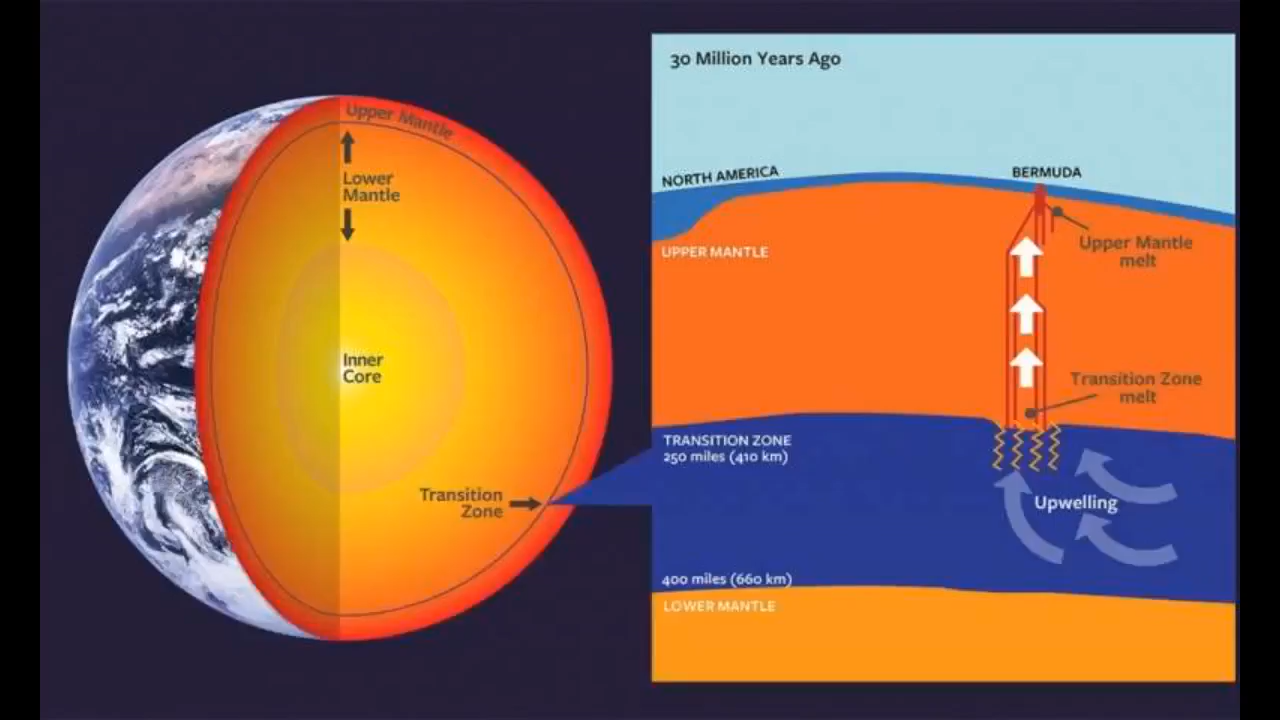 Upper Mantle
Lower
Mantle
Inner
Core
Transition
Zone
30 Million Years Ago
NORTH AMERICA
BERMUDA
UPPER MANTLE
Upper Mantle
melt
Transition Zone
melt
TRANSITION ZONE
250 miles (410 km)
Upwelling
400 miles (660 km)
LOWER MANTLE